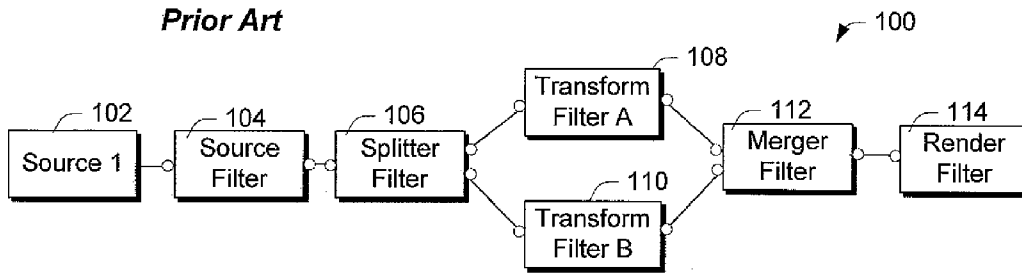 Prior Art
100
102
Source 1
104
Source
Filter
106
Splitter
Filter
108
Transform
Filter A
110
Transform
Filter B
112
Merger
Filter
114
Render
Filter